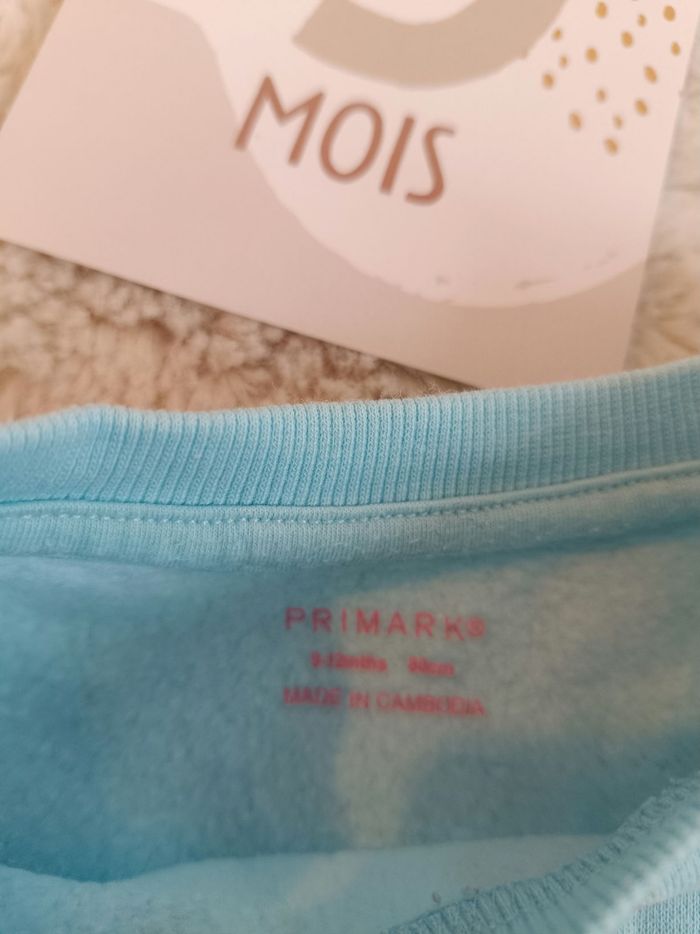 MOIS
PRIMARK®
9-12mths 80cm
MADE IN CAMBODIA